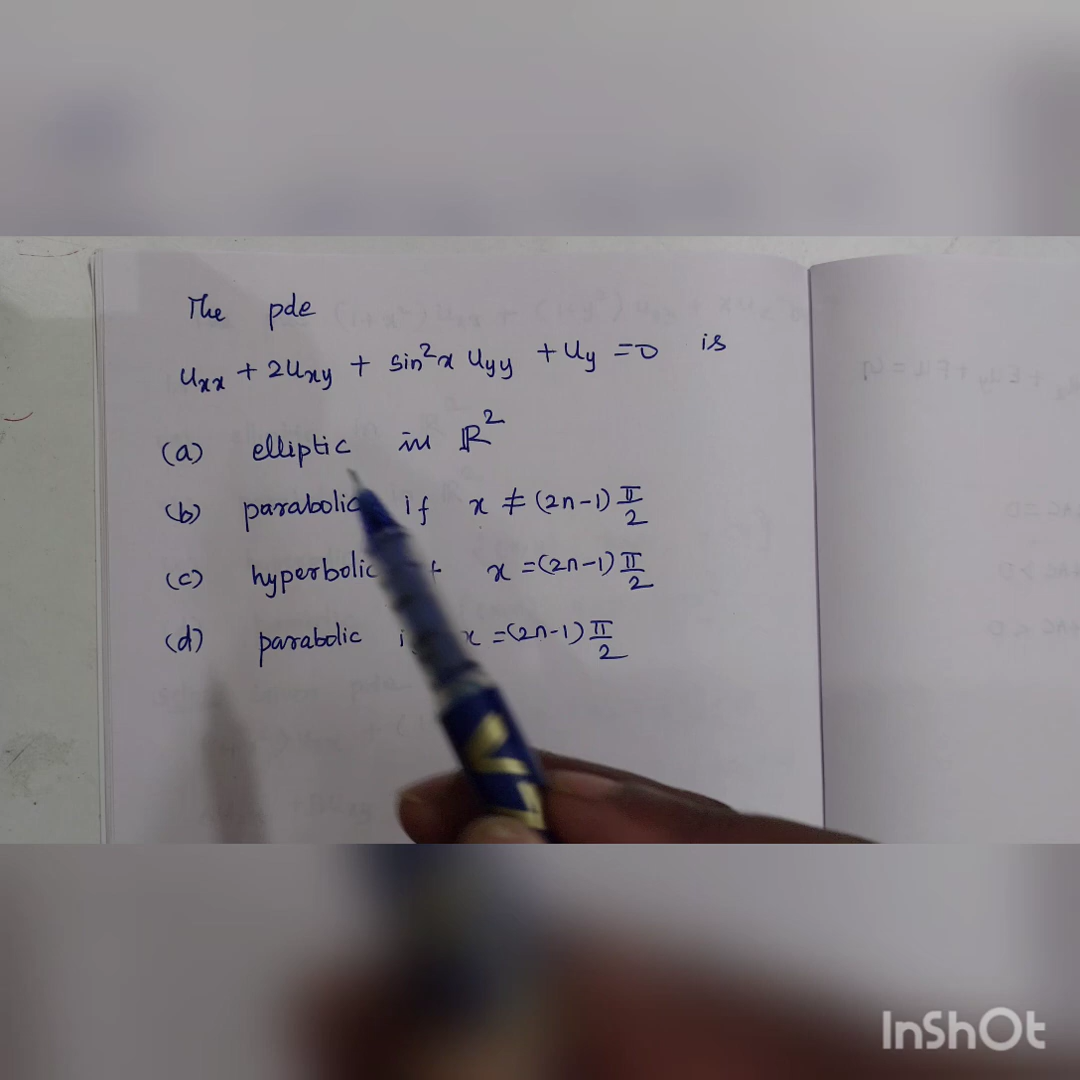 The pde
uxx + 2uxy + sin²x uyy + uy = 0 is
(a) elliptic in ℝ²
(b) parabolic if x ≠ (2n-1) π/2
(c) hyperbolic x = (2n-1) π/2
(d) parabolic x = (2n-1) π/2
InShOt